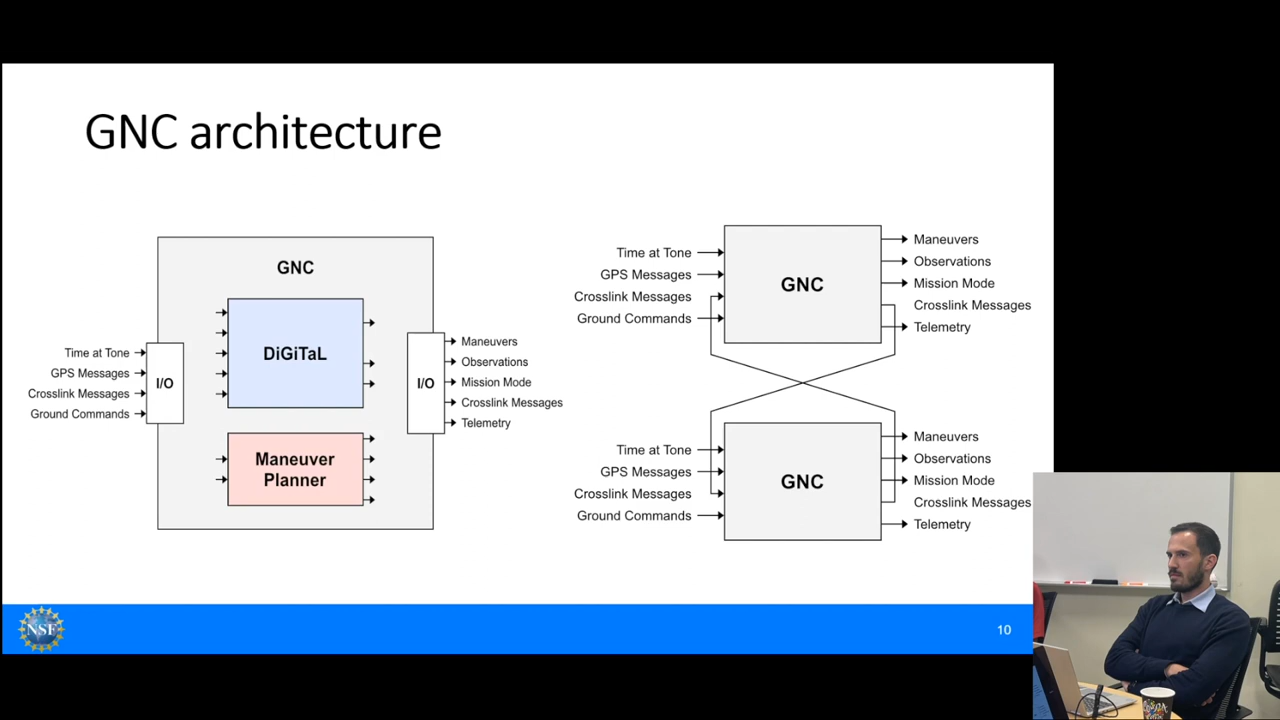 GNC architecture
GNC
DiGiTaL
Maneuver
Planner
Time at Tone
GPS Messages
Crosslink Messages
Ground Commands
I/O
I/O
Maneuvers
Observations
Mission Mode
Crosslink Messages
Telemetry
Time at Tone
GPS Messages
Crosslink Messages
Ground Commands
GNC
Maneuvers
Observations
Mission Mode
Crosslink Messages
Telemetry
Time at Tone
GPS Messages
Crosslink Messages
Ground Commands
GNC
Maneuvers
Observations
Mission Mode
Crosslink Messages
Telemetry
NSF
10